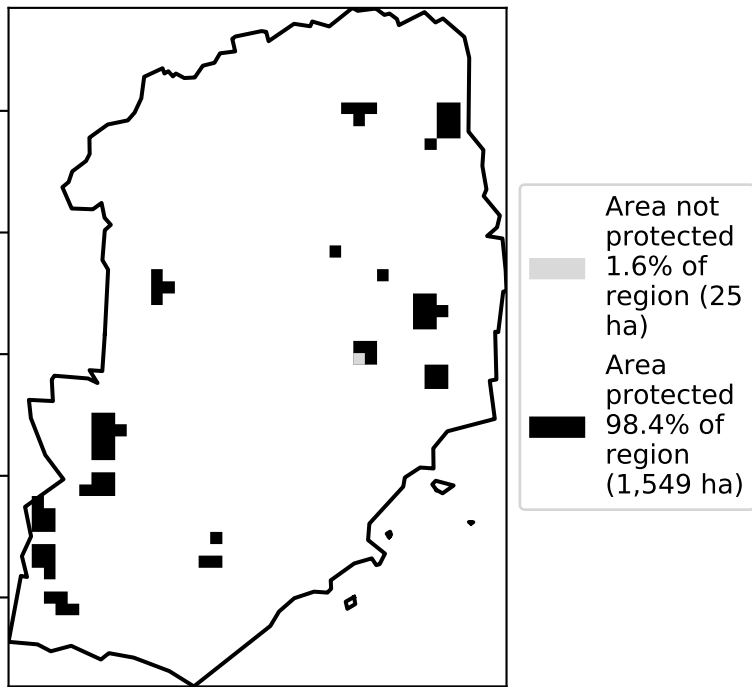 Area not
protected
1.6% of
region (25
ha)
Area
protected
98.4% of
region
(1,549 ha)